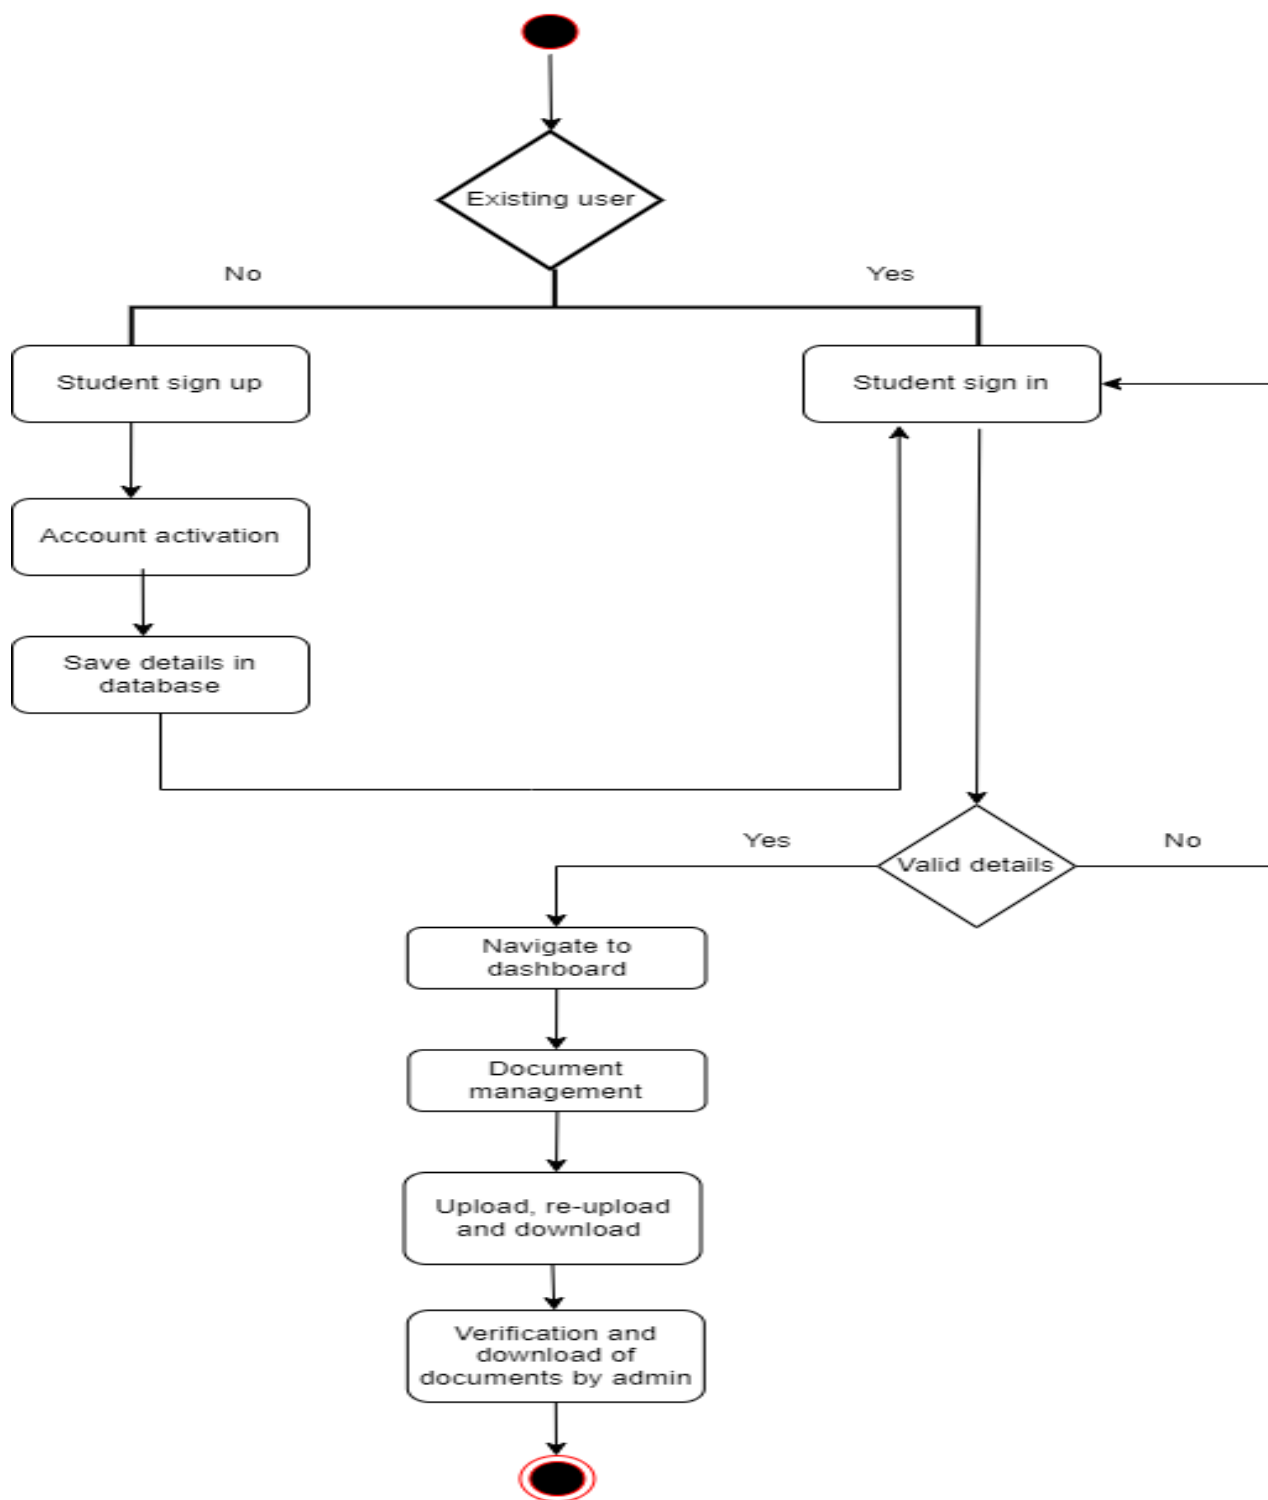 Existing user
No
Yes
Student sign up
Student sign in
Account activation
Save details in
database
Yes
No
Valid details
Navigate to
dashboard
Document
management
Upload, re-upload
and download
Verification and
download of
documents by admin